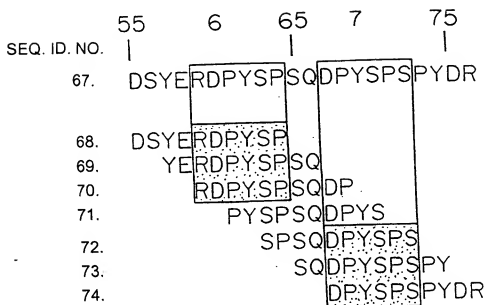 55 6 65 7 75
SEQ. ID. NO.
67. DSYERDPYSPSQDPYSPSPYDR
68. DSYERDPYSP
69. YERDPYSPSQ
70. RDPYSPSQDP
71. PYSPSQDPYS
72. SPSQDPYSPS
73. SQDPYSPSPY
74. DPYSPSPYDR